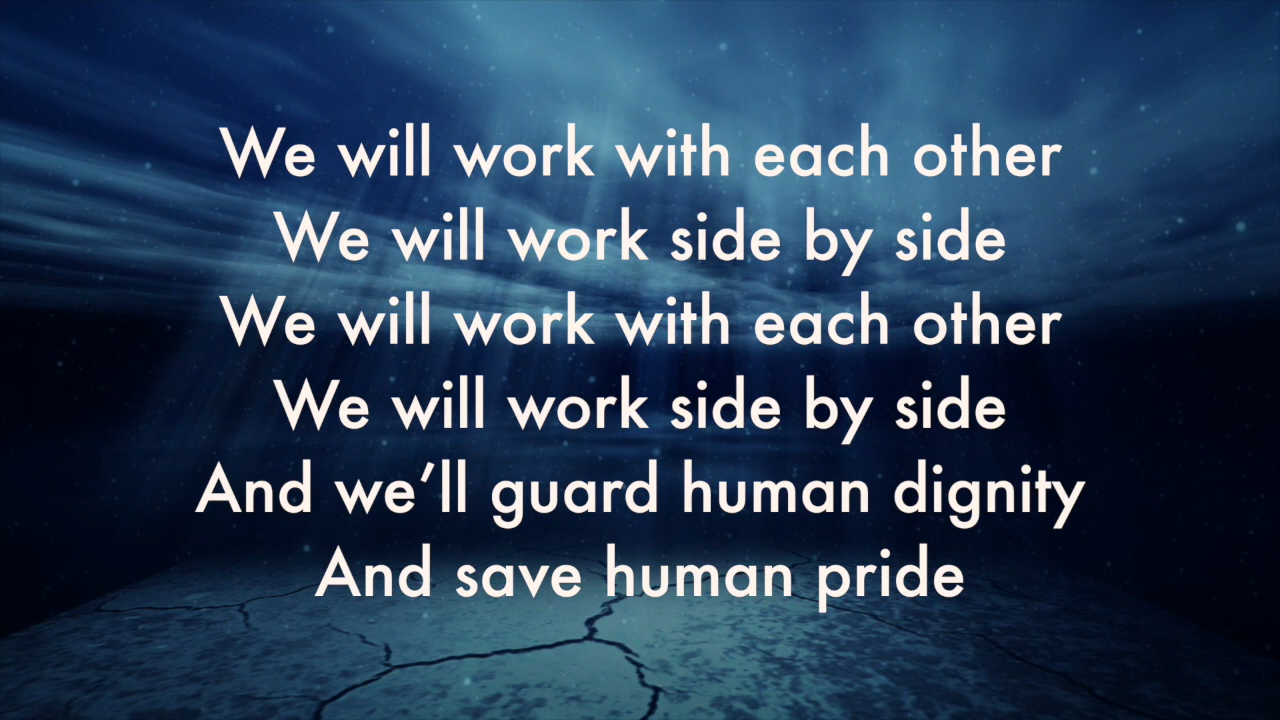 We will work with each other
We will work side by side
We will work with each other
We will work side by side
And we’ll guard human dignity
And save human pride